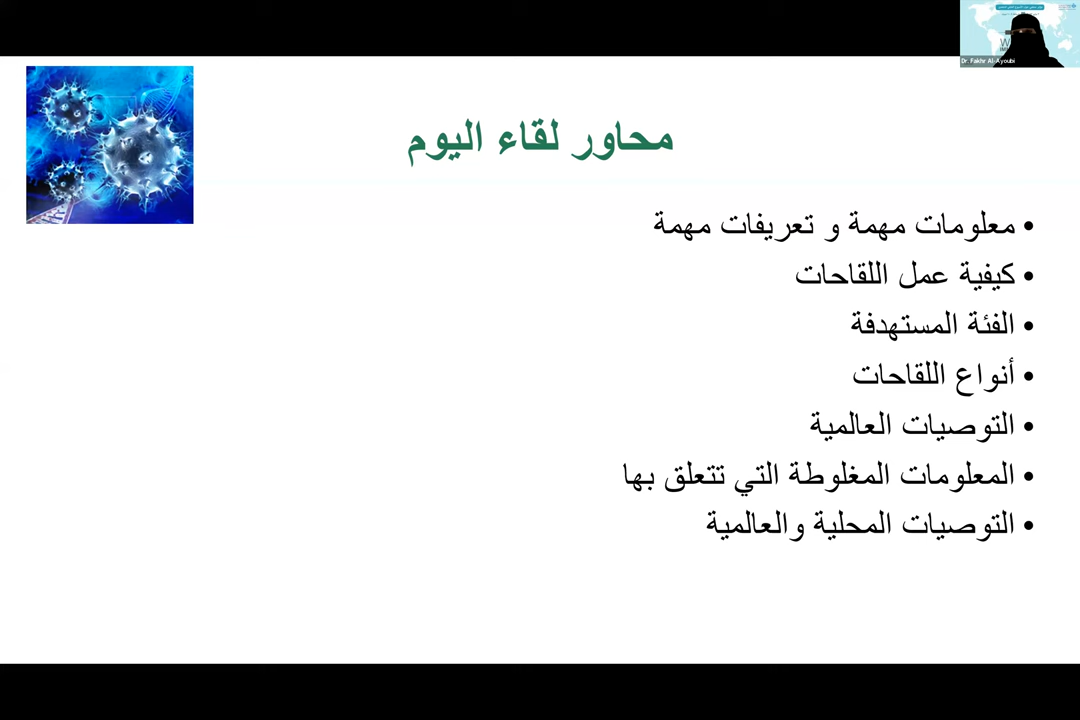 محاور لقاء اليوم
• معلومات مهمة و تعريفات مهمة
• كيفية عمل اللقاحات
• الفئة المستهدفة
• أنواع اللقاحات
• التوصيات العالمية
• المعلومات المغلوطة التي تتعلق بها
• التوصيات المحلية والعالمية
Dr. Fakhr Al-Ayoubi